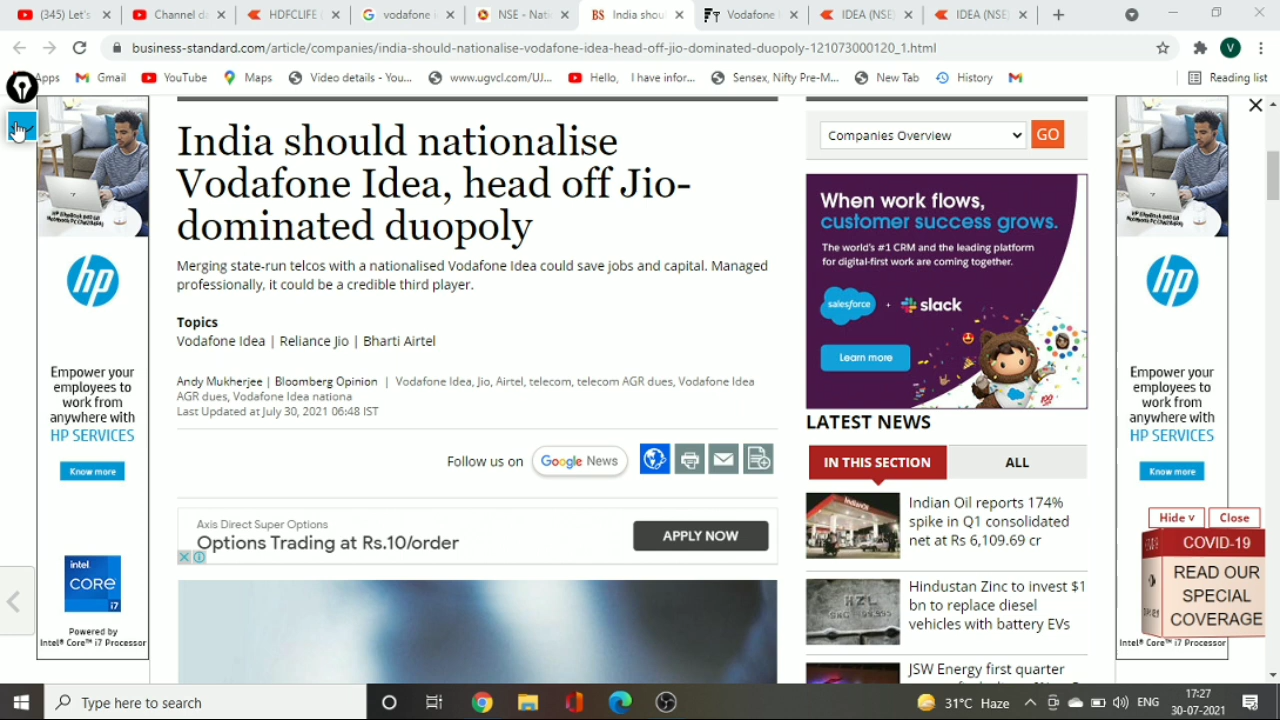 (345) Let's
Channel da
HDFCLIFE
vodafone i
NSE - Nati
India shou
Vodafone
IDEA (NSE)
IDEA (NSE
business-standard.com/article/companies/india-should-nationalise-vodafone-idea-head-off-jio-dominated-duopoly-121073000120_1.html
V
Apps
Gmail
YouTube
Maps
Video details - You...
www.ugvcl.com/UJ...
Hello, I have infor...
Sensex, Nifty Pre-M...
New Tab
History
Reading list
India should nationalise
Vodafone Idea, head off Jio-
dominated duopoly
Merging state-run telcos with a nationalised Vodafone Idea could save jobs and capital. Managed
professionally, it could be a credible third player.
Topics
Vodafone Idea | Reliance Jio | Bharti Airtel
Andy Mukherjee | Bloomberg Opinion | Vodafone Idea, Jio, Airtel, telecom, telecom AGR dues, Vodafone Idea
AGR dues, Vodafone Idea nationa
Last Updated at July 30, 2021 06:48 IST
Follow us on
Google News
Axis Direct Super Options
Options Trading at Rs.10/order
APPLY NOW
Companies Overview
GO
When work flows,
customer success grows.
The world's #1 CRM and the leading platform
for digital-first work are coming together.
salesforce + slack
Learn more
LATEST NEWS
IN THIS SECTION
ALL
Indian Oil reports 174%
spike in Q1 consolidated
net at Rs 6,109.69 cr
Hindustan Zinc to invest $1
bn to replace diesel
vehicles with battery EVs
JSW Energy first quarter
hp
Empower your
employees to
work from
anywhere with
HP SERVICES
Know more
intel.
CORE
i7
Powered by
Intel® Core™ i7 Processor
hp
Empower your
employees to
work from
anywhere with
HP SERVICES
Know more
Hide v
Close
COVID-19
READ OUR
SPECIAL
COVERAGE
Intel® Core™ i7 Processor
Type here to search
31°C Haze
ENG
17:27
30-07-2021